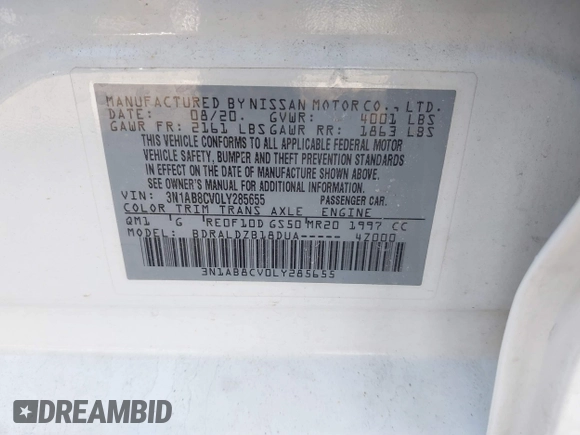 MANUFACTURED BY NISSAN MOTOR CO., LTD.
DATE: 08/20. GVWR: 4001 LBS
GAWR FR: 2161 LBS GAWR RR: 1863 LBS
THIS VEHICLE CONFORMS TO ALL APPLICABLE FEDERAL MOTOR
VEHICLE SAFETY, BUMPER AND THEFT PREVENTION STANDARDS
IN EFFECT ON THE DATE OF MANUFACTURE SHOWN ABOVE.
SEE OWNER'S MANUAL FOR ADDITIONAL INFORMATION.
VIN: 3N1AB8CV0LY285655 PASSENGER CAR.
COLOR TRIM TRANS AXLE ENGINE
QM1 G RE0F10D GS50 MR20 1997 CC
MODEL: BDRALDZB18DUA----- 4Z000
3N1AB8CV0LY285655
DREAMBID